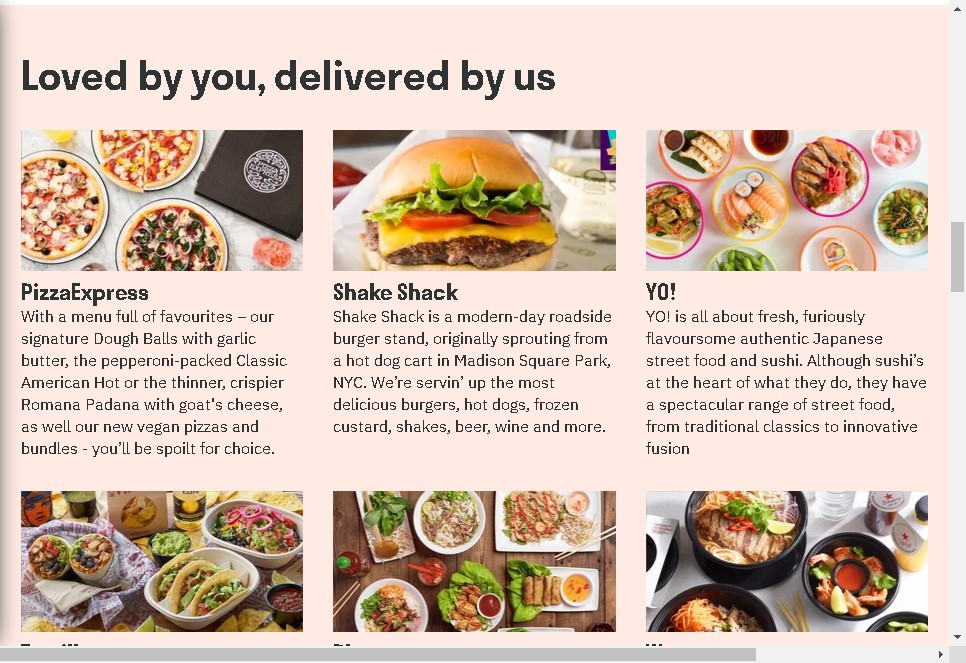 Loved by you, delivered by us
PizzaExpress
With a menu full of favourites – our
signature Dough Balls with garlic
butter, the pepperoni-packed Classic
American Hot or the thinner, crispier
Romana Padana with goat's cheese,
as well our new vegan pizzas and
bundles - you’ll be spoilt for choice.
Shake Shack
Shake Shack is a modern-day roadside
burger stand, originally sprouting from
a hot dog cart in Madison Square Park,
NYC. We’re servin’ up the most
delicious burgers, hot dogs, frozen
custard, shakes, beer, wine and more.
YO!
YO! is all about fresh, furiously
flavoursome authentic Japanese
street food and sushi. Although sushi’s
at the heart of what they do, they have
a spectacular range of street food,
from traditional classics to innovative
fusion